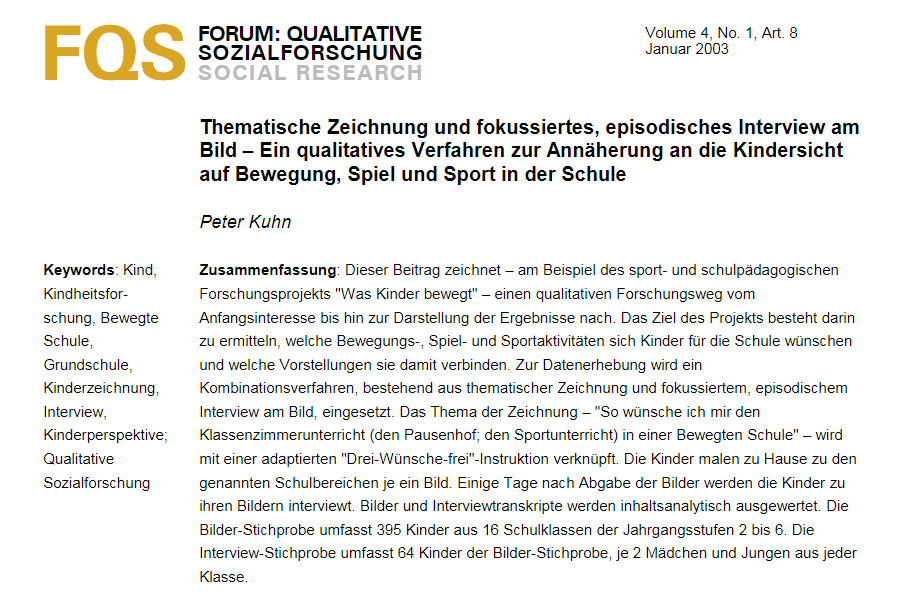 FQS
FORUM: QUALITATIVE
SOZIALFORSCHUNG
SOCIAL RESEARCH
Volume 4, No. 1, Art. 8
Januar 2003
Thematische Zeichnung und fokussiertes, episodisches Interview am
Bild – Ein qualitatives Verfahren zur Annäherung an die Kindersicht
auf Bewegung, Spiel und Sport in der Schule
Peter Kuhn
Keywords: Kind,
Kindheitsfor-
schung, Bewegte
Schule,
Grundschule,
Kinderzeichnung,
Interview,
Kinderperspektive;
Qualitative
Sozialforschung
Zusammenfassung: Dieser Beitrag zeichnet – am Beispiel des sport- und schulpädagogischen
Forschungsprojekts "Was Kinder bewegt" – einen qualitativen Forschungsweg vom
Anfangsinteresse bis hin zur Darstellung der Ergebnisse nach. Das Ziel des Projekts besteht darin
zu ermitteln, welche Bewegungs-, Spiel- und Sportaktivitäten sich Kinder für die Schule wünschen
und welche Vorstellungen sie damit verbinden. Zur Datenerhebung wird ein
Kombinationsverfahren, bestehend aus thematischer Zeichnung und fokussiertem, episodischem
Interview am Bild, eingesetzt. Das Thema der Zeichnung – "So wünsche ich mir den
Klassenzimmerunterricht (den Pausenhof; den Sportunterricht) in einer Bewegten Schule" – wird
mit einer adaptierten "Drei-Wünsche-frei"-Instruktion verknüpft. Die Kinder malen zu Hause zu den
genannten Schulbereichen je ein Bild. Einige Tage nach Abgabe der Bilder werden die Kinder zu
ihren Bildern interviewt. Bilder und Interviewtranskripte werden inhaltsanalytisch ausgewertet. Die
Bilder-Stichprobe umfasst 395 Kinder aus 16 Schulklassen der Jahrgangsstufen 2 bis 6. Die
Interview-Stichprobe umfasst 64 Kinder der Bilder-Stichprobe, je 2 Mädchen und Jungen aus jeder
Klasse.